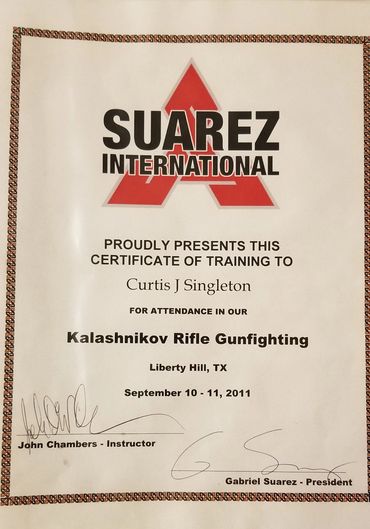 SUAREZ
INTERNATIONAL
PROUDLY PRESENTS THIS
CERTIFICATE OF TRAINING TO
Curtis J Singleton
FOR ATTENDANCE IN OUR
Kalashnikov Rifle Gunfighting
Liberty Hill, TX
September 10 - 11, 2011
John Chambers - Instructor
Gabriel Suarez - President